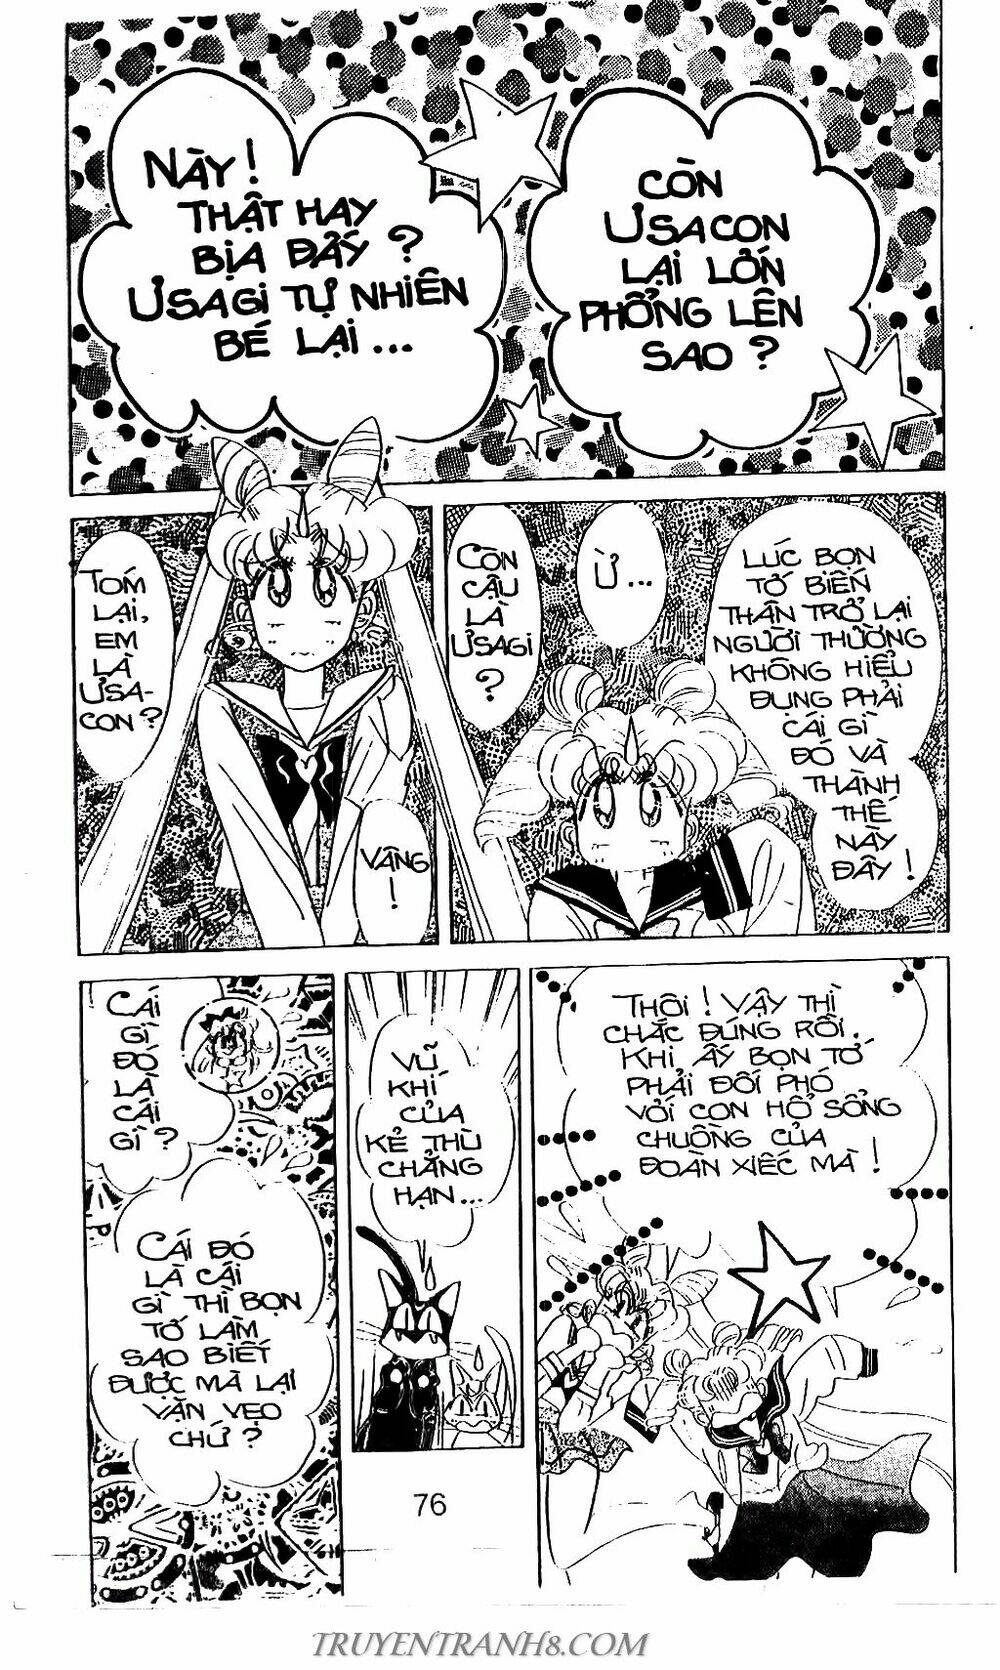 NÀY!
THẬT HAY
BỊA ĐẤY?
ƯSAGI TỰ NHIÊN
BÉ LẠI...
CÒN
ƯSACON
LẠI LỚN
PHỔNG LÊN
SAO?
TÓM
LẠI,
EM
LÀ
ƯSA-
CON?
VÂNG
!
CÒN
CẬU
LÀ
ƯSAGI
?
Ừ...
LÚC BỌN
TỚ BIẾN
THÂN TRỞ LẠI
NGƯỜI THƯỜNG
KHÔNG HIỂU
ĐỤNG PHẢI
CÁI GÌ
ĐÓ VÀ
THÀNH
THẾ
NÀY
ĐÂY!
CÁI
GÌ
ĐÓ
LÀ
CÁI
GÌ?
CÁI ĐÓ
LÀ CÁI
GÌ THÌ BỌN
TỚ LÀM
SAO BIẾT
ĐƯỢC MÀ LẠI
VẶN VẸO
CHỨ?
VŨ
KHÍ
CỦA
KẺ THÙ
CHẲNG
HẠN...
THÔI! VẬY THÌ
CHẮC ĐÚNG RỒI.
KHI ẤY BỌN TỚ
PHẢI ĐỐI PHÓ
VỚI CON HỔ SỔNG
CHUỒNG CỦA
ĐOÀN XIẾC MÀ!
76
TRUYENTRANH8.COM